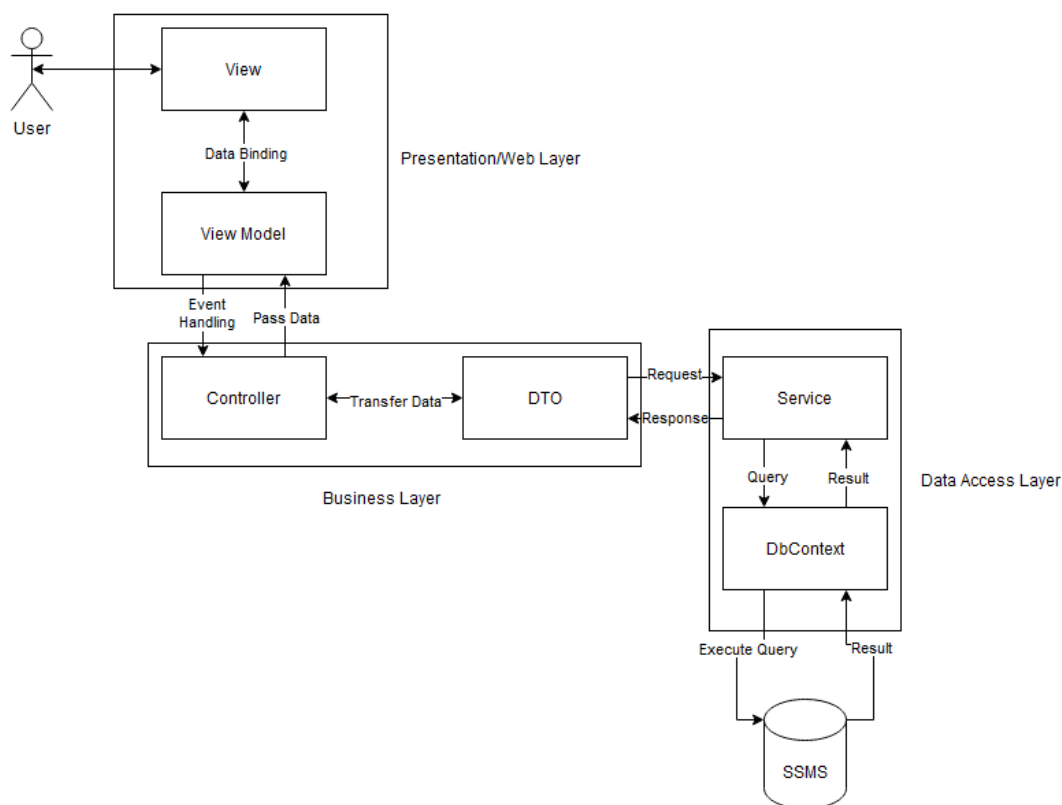 View
User
Data Binding
Presentation/Web Layer
View Model
Event
Handling
Pass Data
Controller
Transfer Data
DTO
Request
Response
Service
Business Layer
Query
Result
Data Access Layer
DbContext
Execute Query
Result
SSMS